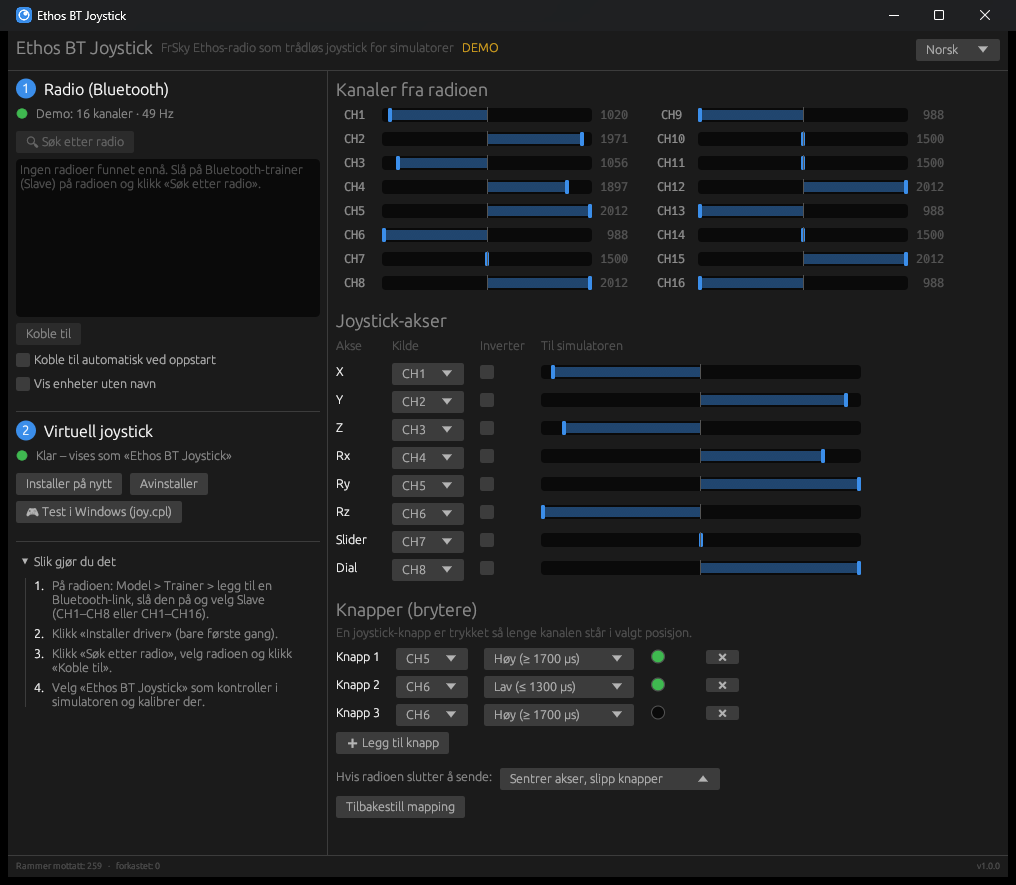 Ethos BT Joystick
Ethos BT Joystick FrSky Ethos-radio som trådløs joystick for simulatorer DEMO
Norsk
1 Radio (Bluetooth)
Demo: 16 kanaler · 49 Hz
Søk etter radio
Ingen radioer funnet ennå. Slå på Bluetooth-trainer
(Slave) på radioen og klikk «Søk etter radio».
Koble til
Koble til automatisk ved oppstart
Vis enheter uten navn
2 Virtuell joystick
Klar – vises som «Ethos BT Joystick»
Installer på nytt Avinstaller
Test i Windows (joy.cpl)
Slik gjør du det
1. På radioen: Model > Trainer > legg til en
Bluetooth-link, slå den på og velg Slave
(CH1–CH8 eller CH1–CH16).
2. Klikk «Installer driver» (bare første gang).
3. Klikk «Søk etter radio», velg radioen og klikk
«Koble til».
4. Velg «Ethos BT Joystick» som kontroller i
simulatoren og kalibrer der.
Kanaler fra radioen
CH1 1020 CH9 988
CH2 1971 CH10 1500
CH3 1056 CH11 1500
CH4 1897 CH12 2012
CH5 2012 CH13 988
CH6 988 CH14 1500
CH7 1500 CH15 2012
CH8 2012 CH16 988
Joystick-akser
Akse Kilde Inverter Til simulatoren
X CH1
Y CH2
Z CH3
Rx CH4
Ry CH5
Rz CH6
Slider CH7
Dial CH8
Knapper (brytere)
En joystick-knapp er trykket så lenge kanalen står i valgt posisjon.
Knapp 1 CH5 Høy (≥ 1700 µs)
Knapp 2 CH6 Lav (≤ 1300 µs)
Knapp 3 CH6 Høy (≥ 1700 µs)
+ Legg til knapp
Hvis radioen slutter å sende: Sentrer akser, slipp knapper
Tilbakestill mapping
Rammer mottatt: 259 · forkastet: 0
v1.0.0